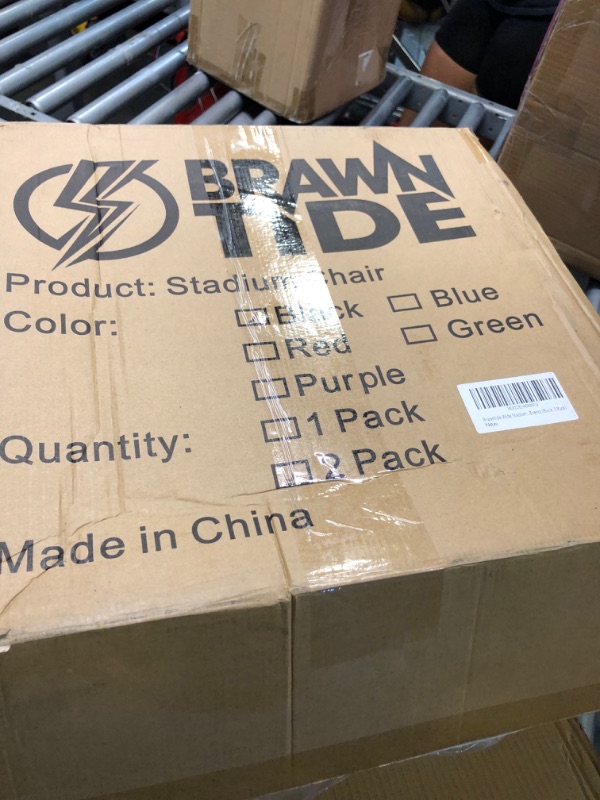 BRAWN
TIDE
Product: Stadium Chair
Color:
Black
Blue
Red
Green
Purple
Quantity:
1 Pack
2 Pack
Made in China